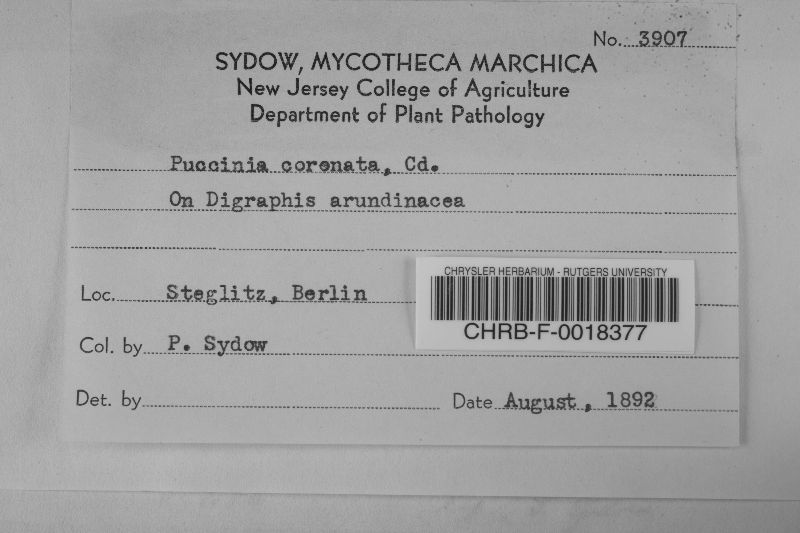 No. 3907
SYDOW, MYCOTHECA MARCHICA
New Jersey College of Agriculture
Department of Plant Pathology
Puccinia coronata, Cd.
On Digraphis arundinacea
Loc. Steglitz, Berlin
CHRYSLER HERBARIUM - RUTGERS UNIVERSITY
CHRB-F-0018377
Col. by P. Sydow
Det. by Date August, 1892